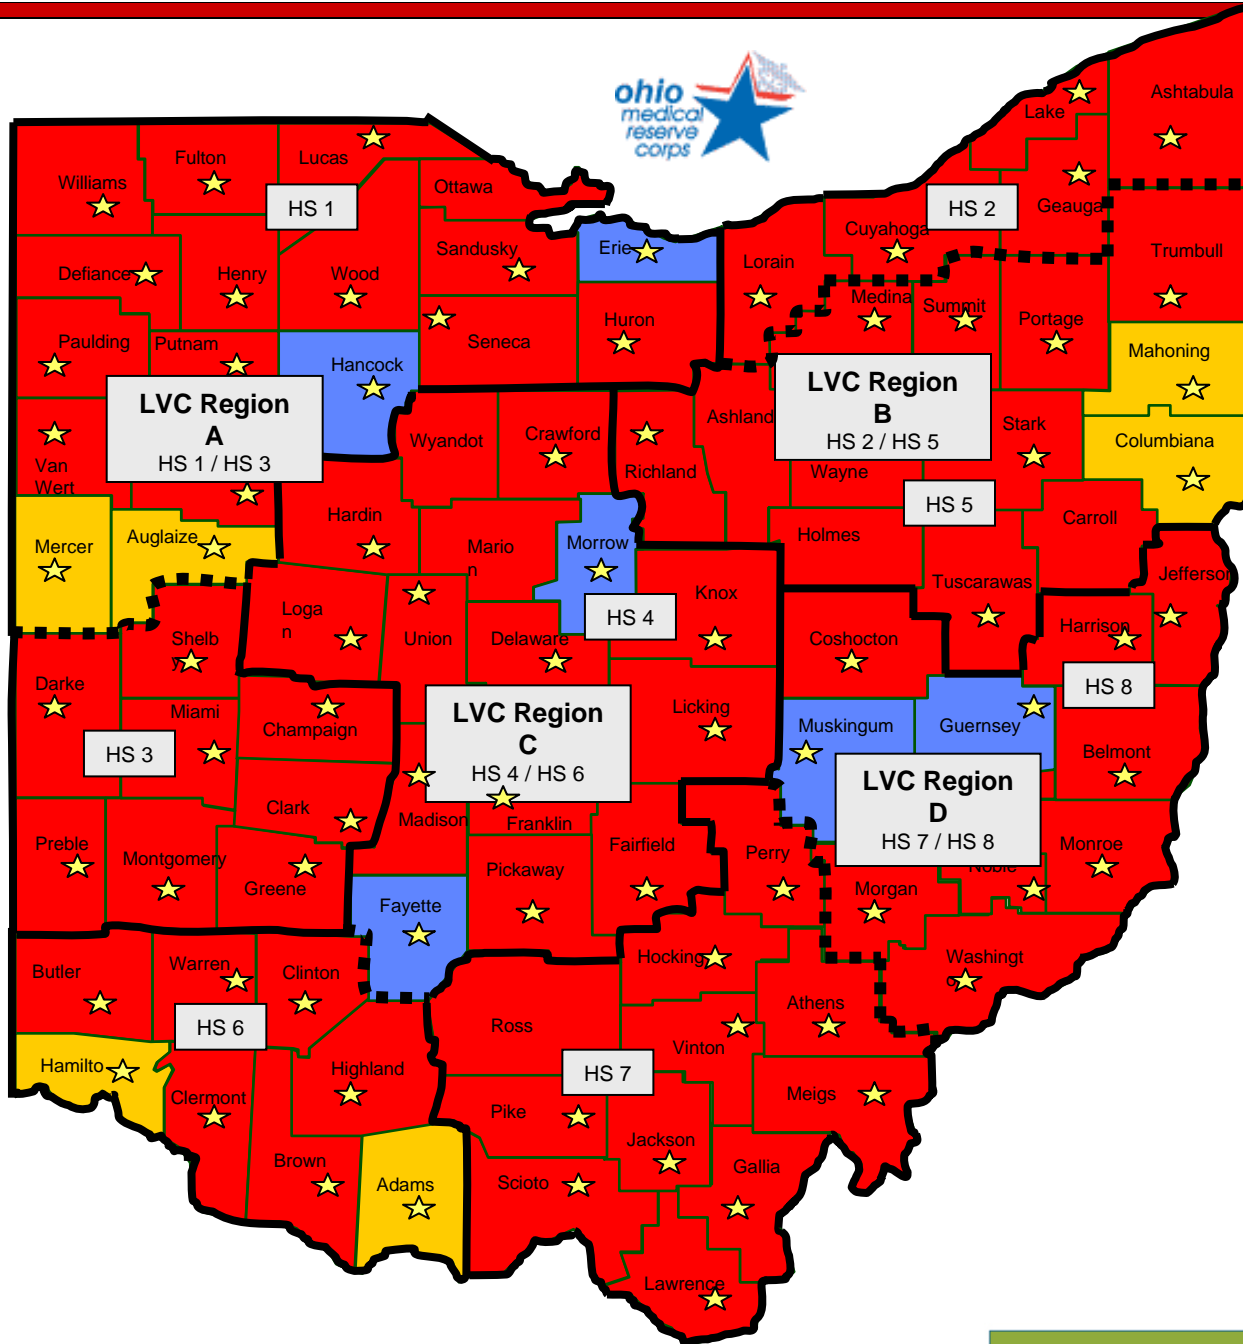 ohio
medical
reserve
corps
Lake
Ashtabula
Fulton
Lucas
Williams
Ottawa
HS 1
HS 2
Geauga
Cuyahoga
Sandusky
Erie
Trumbull
Defiance
Henry
Wood
Lorain
Medina
Summit
Portage
Huron
Seneca
Paulding
Putnam
Hancock
Mahoning
LVC Region
A
HS 1 / HS 3
LVC Region
B
HS 2 / HS 5
Ashland
Stark
Columbiana
Wyandot
Crawford
Richland
Wayne
Van
Wert
HS 5
Hardin
Carroll
Mercer
Auglaize
Mario
n
Morrow
Holmes
Jefferson
Tuscarawas
Knox
Loga
n
HS 4
Union
Delaware
Coshocton
Harrison
Shelb
y
Darke
HS 8
Miami
Champaign
LVC Region
C
HS 4 / HS 6
Licking
Muskingum
Guernsey
HS 3
Belmont
LVC Region
D
HS 7 / HS 8
Clark
Madison
Franklin
Preble
Montgomery
Greene
Fairfield
Perry
Monroe
Pickaway
Noble
Morgan
Fayette
Hocking
Washingt
o
Butler
Warren
Clinton
Athens
HS 6
Ross
Vinton
Hamilto
Highland
HS 7
Clermont
Meigs
Pike
Jackson
Brown
Adams
Scioto
Gallia
Lawrence